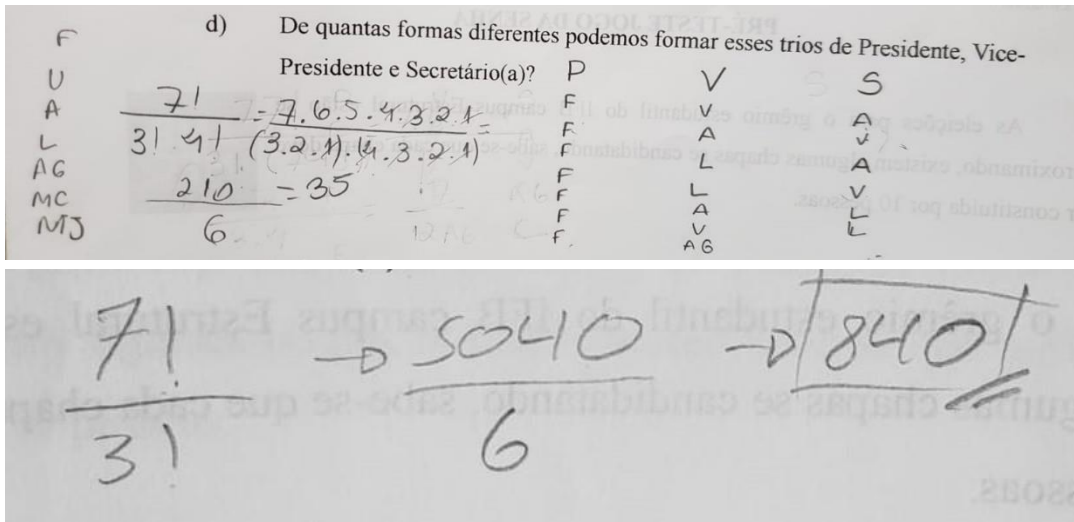 d) De quantas formas diferentes podemos formar esses trios de Presidente, Vice-
Presidente e Secretário(a)?
F
U
A
L
AG
MC
MJ
7! / 3! 4! = 7.6.5.4.3.2.1 / (3.2.1).(4.3.2.1) =
210 / 6 = 35
P V S
F V A
F A V
F L A
F L V
F A L
F V L
F. AG
7! / 3! → 5040 / 6 → 840